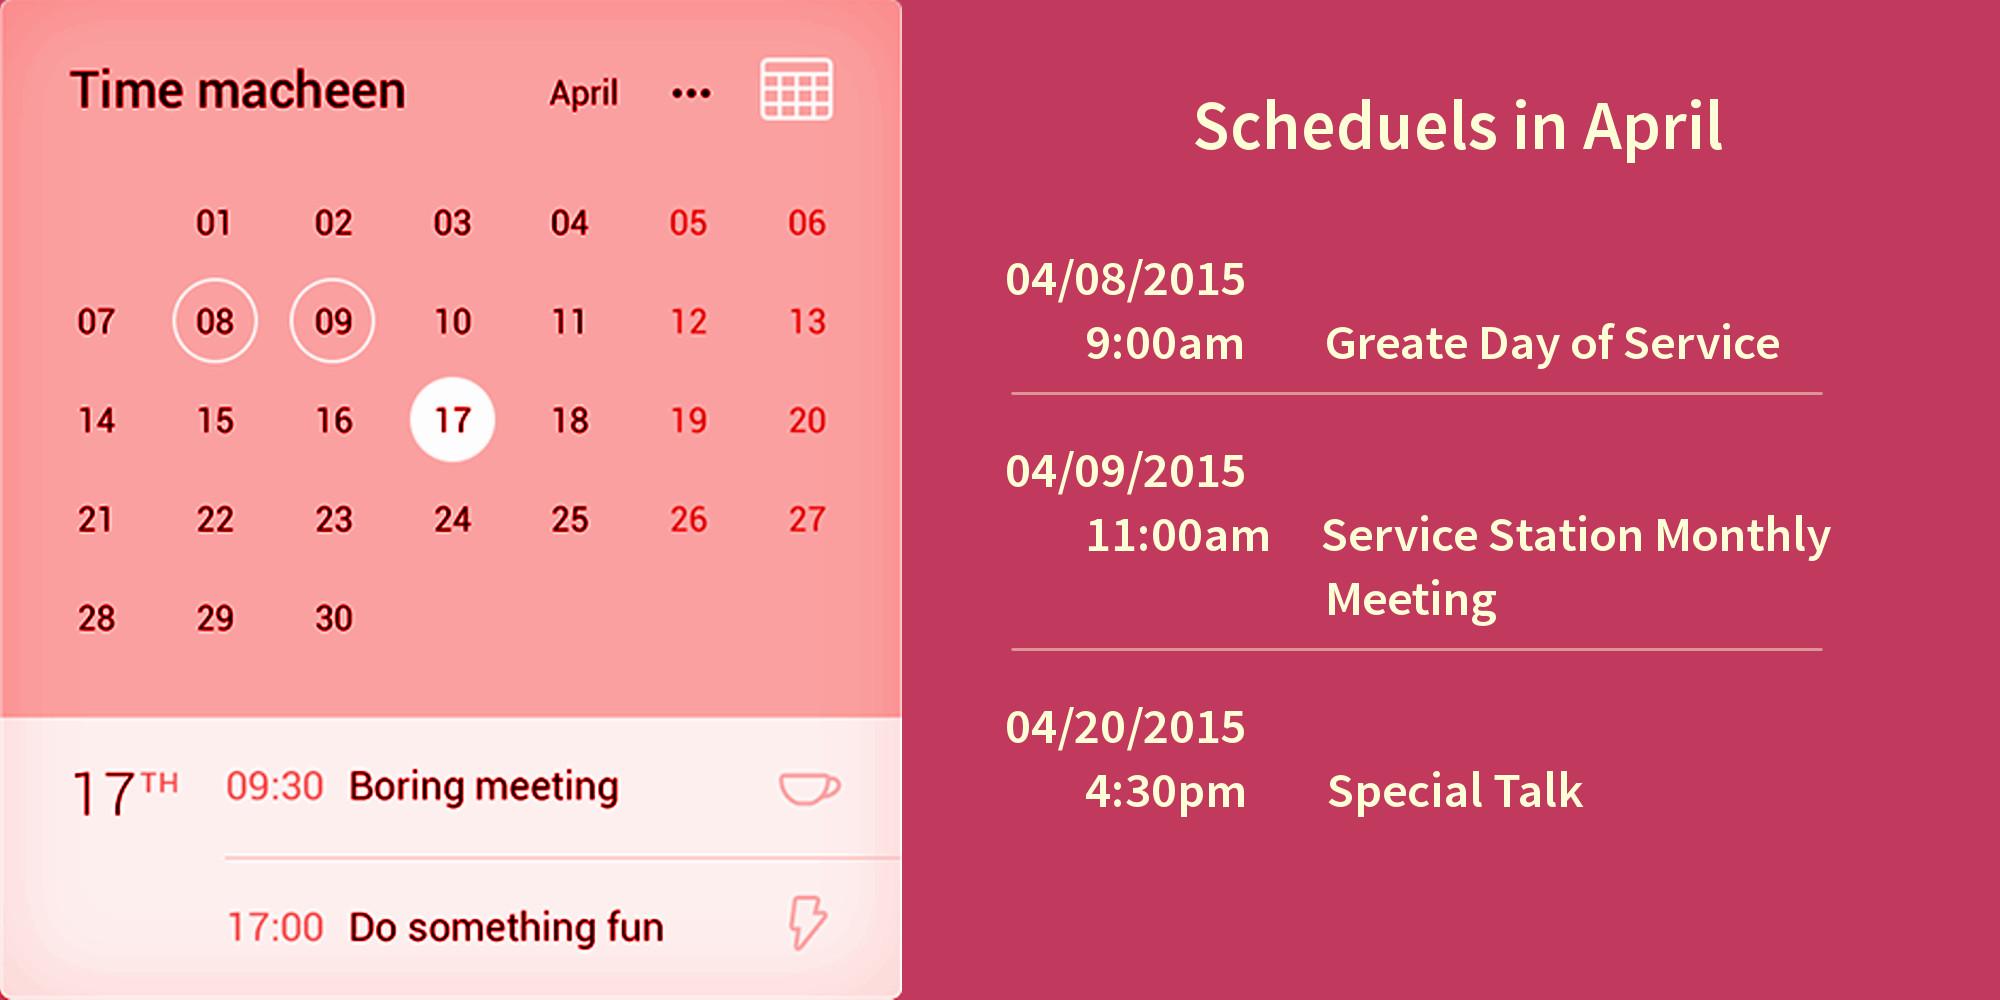 Time macheen April •••
01 02 03 04 05 06
07 08 09 10 11 12 13
14 15 16 17 18 19 20
21 22 23 24 25 26 27
28 29 30
17TH 09:30 Boring meeting
17:00 Do something fun
Scheduels in April
04/08/2015
9:00am Greate Day of Service
04/09/2015
11:00am Service Station Monthly
Meeting
04/20/2015
4:30pm Special Talk